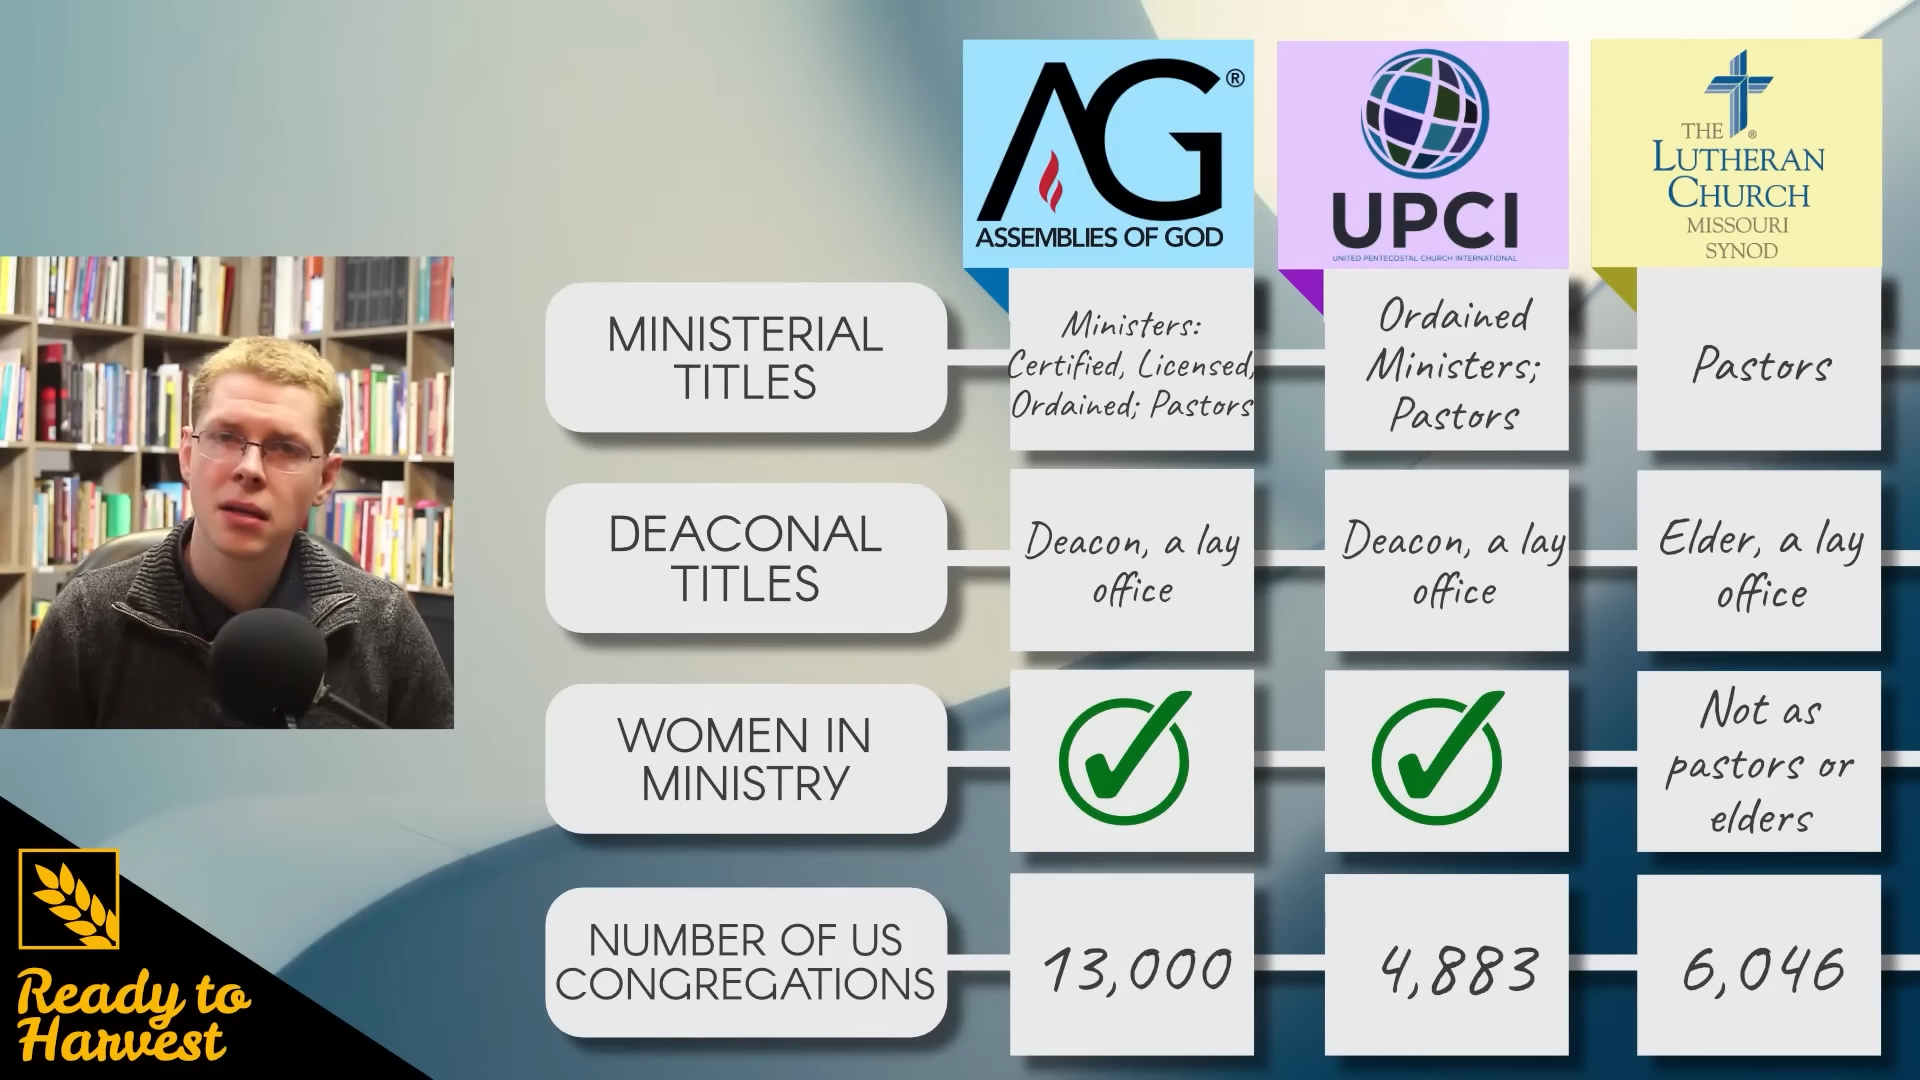 AG®
ASSEMBLIES OF GOD
UPCI
UNITED PENTECOSTAL CHURCH INTERNATIONAL
THE ®
LUTHERAN
CHURCH
MISSOURI
SYNOD
MINISTERIAL
TITLES
Ministers:
Certified, Licensed,
Ordained; Pastors
Ordained
Ministers;
Pastors
Pastors
DEACONAL
TITLES
Deacon, a lay
office
Deacon, a lay
office
Elder, a lay
office
WOMEN IN
MINISTRY
Not as
pastors or
elders
NUMBER OF US
CONGREGATIONS
13,000
4,883
6,046
Ready to
Harvest